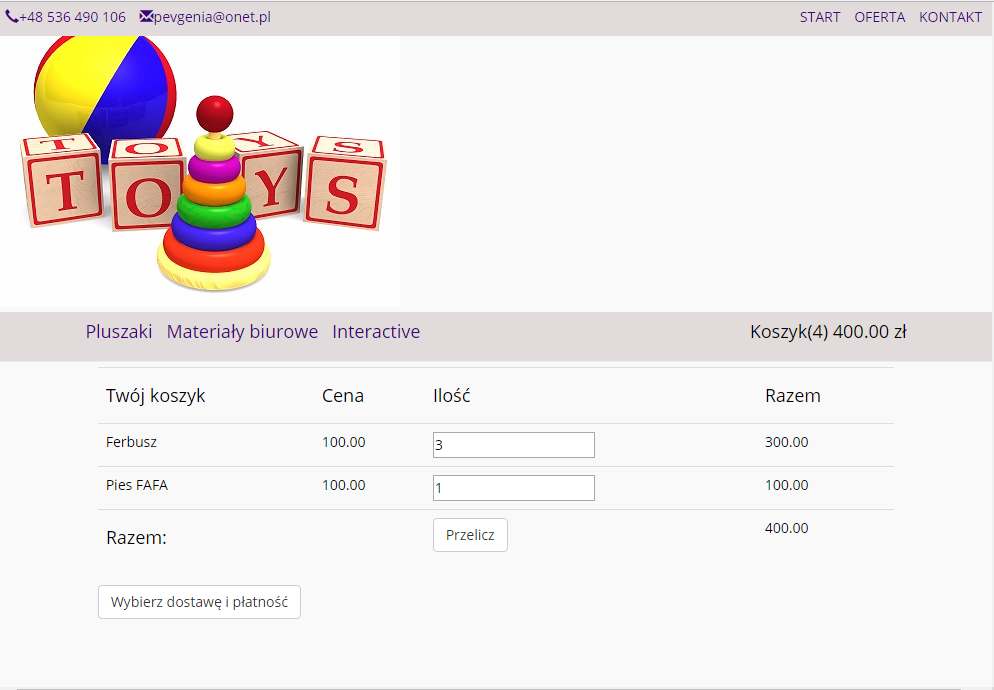 +48 536 490 106 pevgenia@onet.pl START OFERTA KONTAKT
T O Y S
T O Y S
Pluszaki Materiały biurowe Interactive Koszyk(4) 400.00 zł
Twój koszyk Cena Ilość Razem
Ferbusz 100.00 3 300.00
Pies FAFA 100.00 1 100.00
Razem: Przelicz 400.00
Wybierz dostawę i płatność